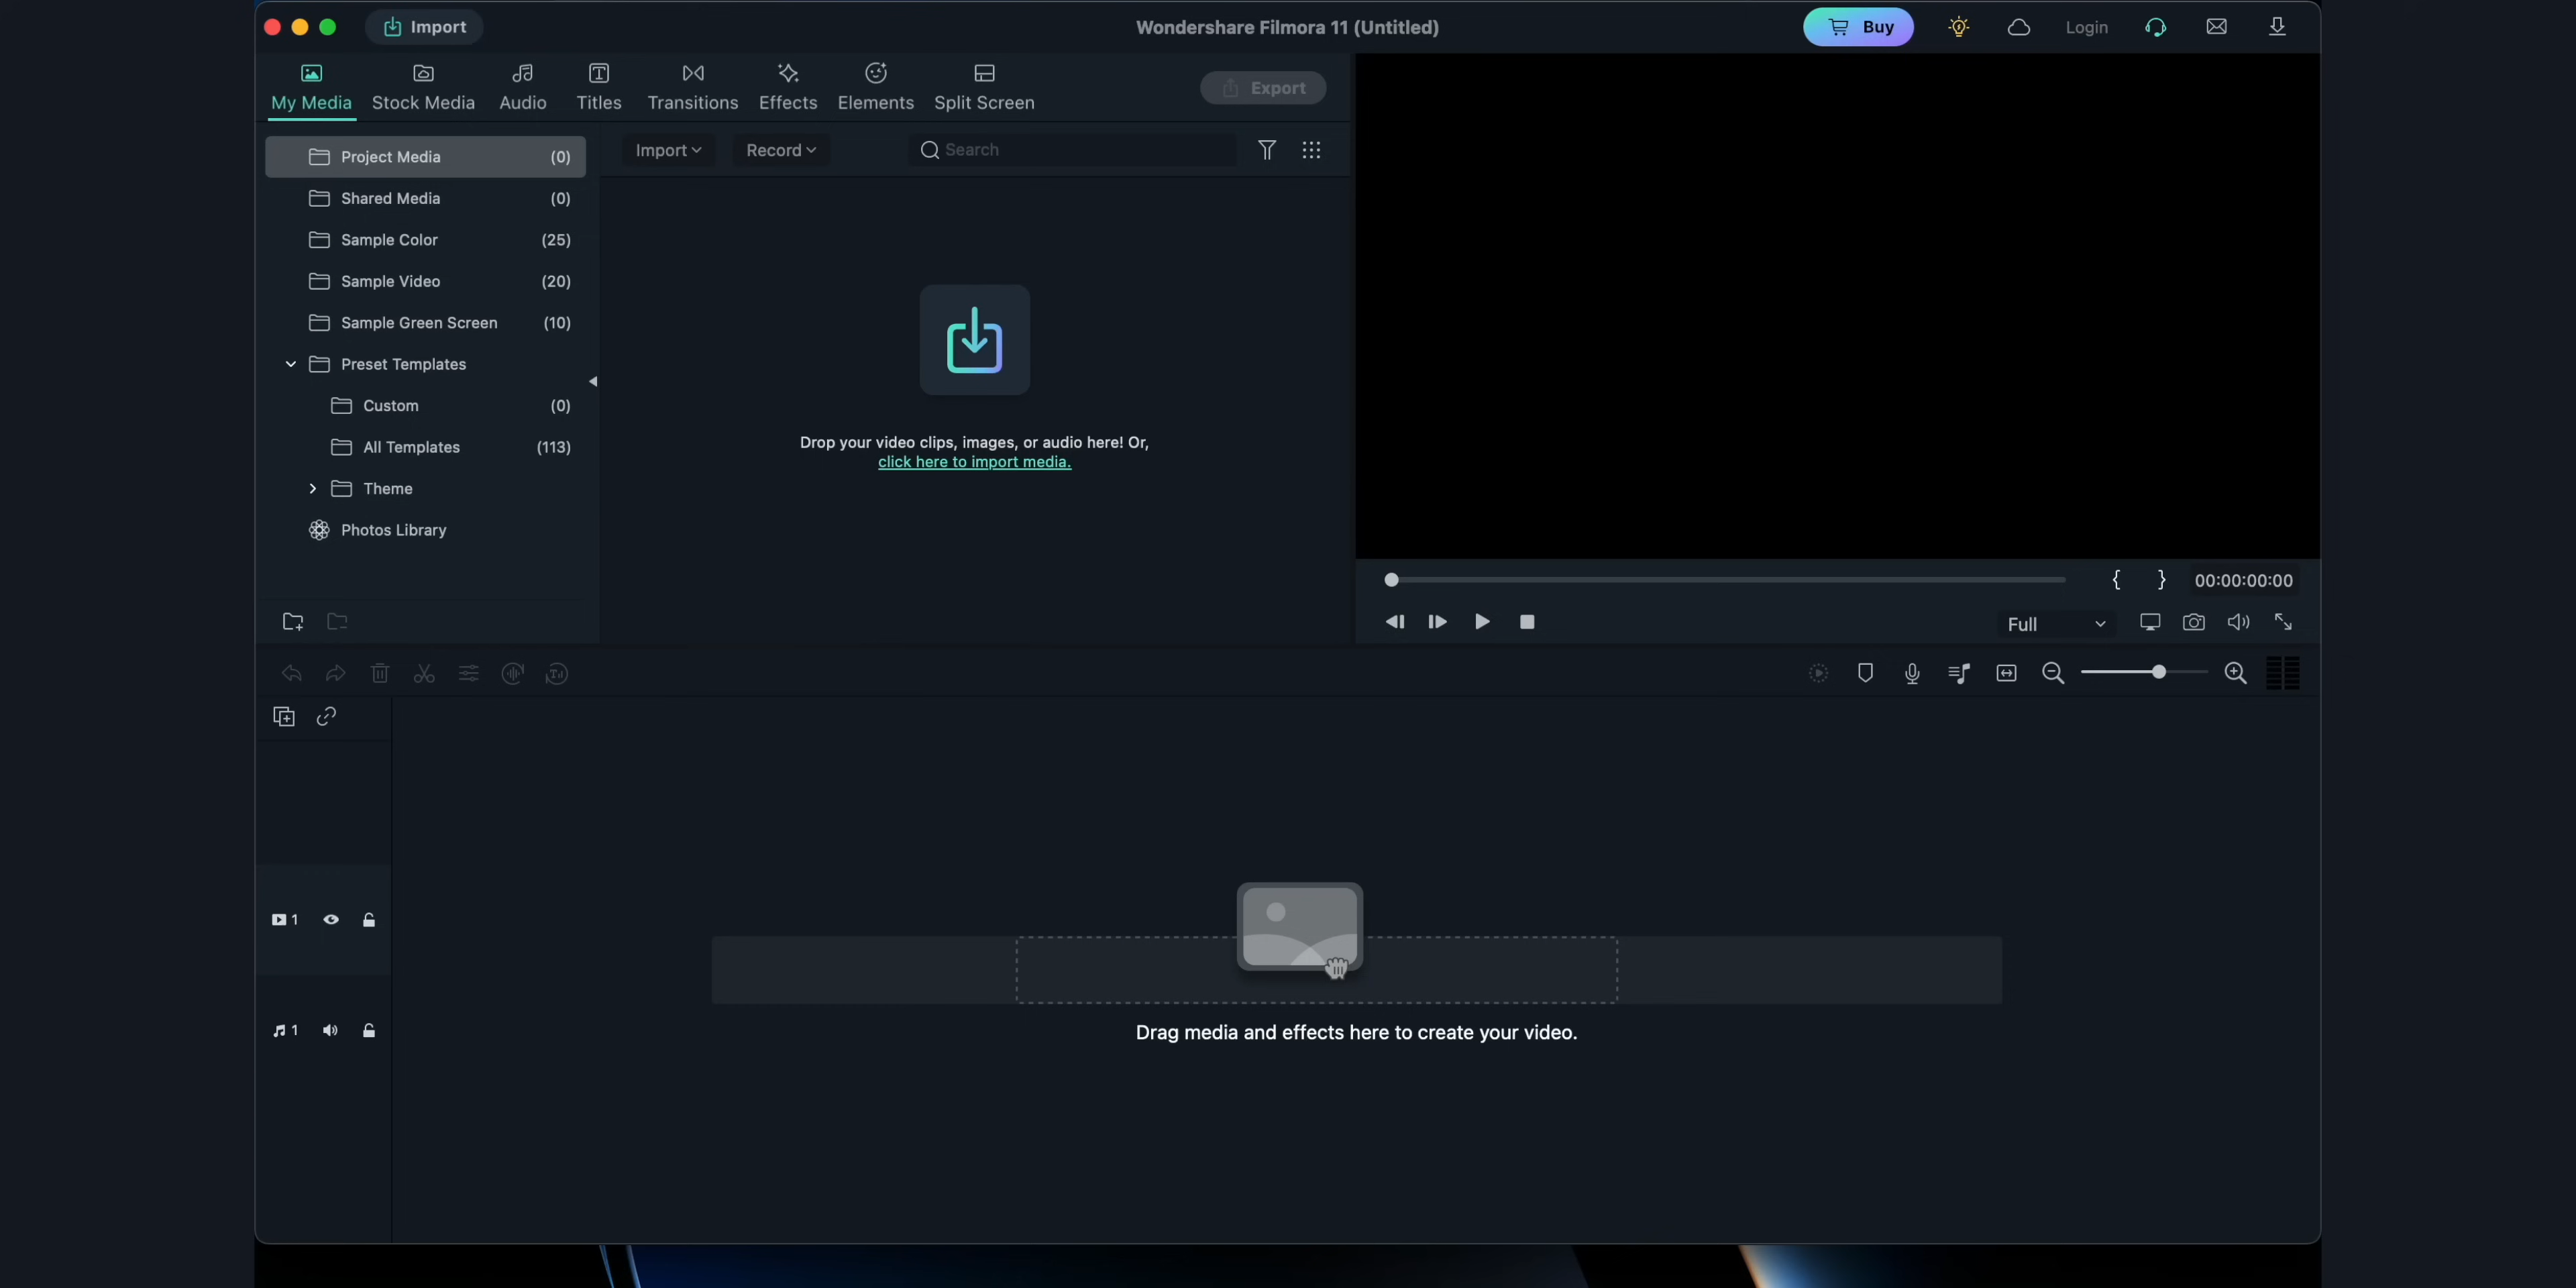 Import
Wondershare Filmora 11 (Untitled)
Buy
Login
My Media
Stock Media
Audio
Titles
Transitions
Effects
Elements
Split Screen
Export
Project Media (0)
Shared Media (0)
Sample Color (25)
Sample Video (20)
Sample Green Screen (10)
Preset Templates
Custom (0)
All Templates (113)
Theme
Photos Library
Import
Record
Search
Drop your video clips, images, or audio here! Or,
click here to import media.
{ }
00:00:00:00
Full
1
1
Drag media and effects here to create your video.